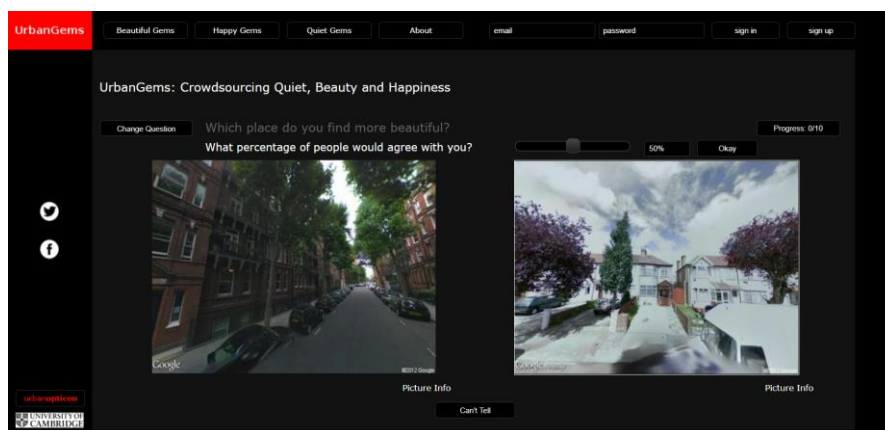 UrbanGems
Beautiful Gems
Happy Gems
Quiet Gems
About
email
password
sign in
sign up
UrbanGems: Crowdsourcing Quiet, Beauty and Happiness
Change Question
Which place do you find more beautiful?
Progress: 0/10
What percentage of people would agree with you?
50%
Okay
Google
©2012 Google
Google
Picture Info
Picture Info
Can't Tell
urbanopticon
UNIVERSITY OF
CAMBRIDGE